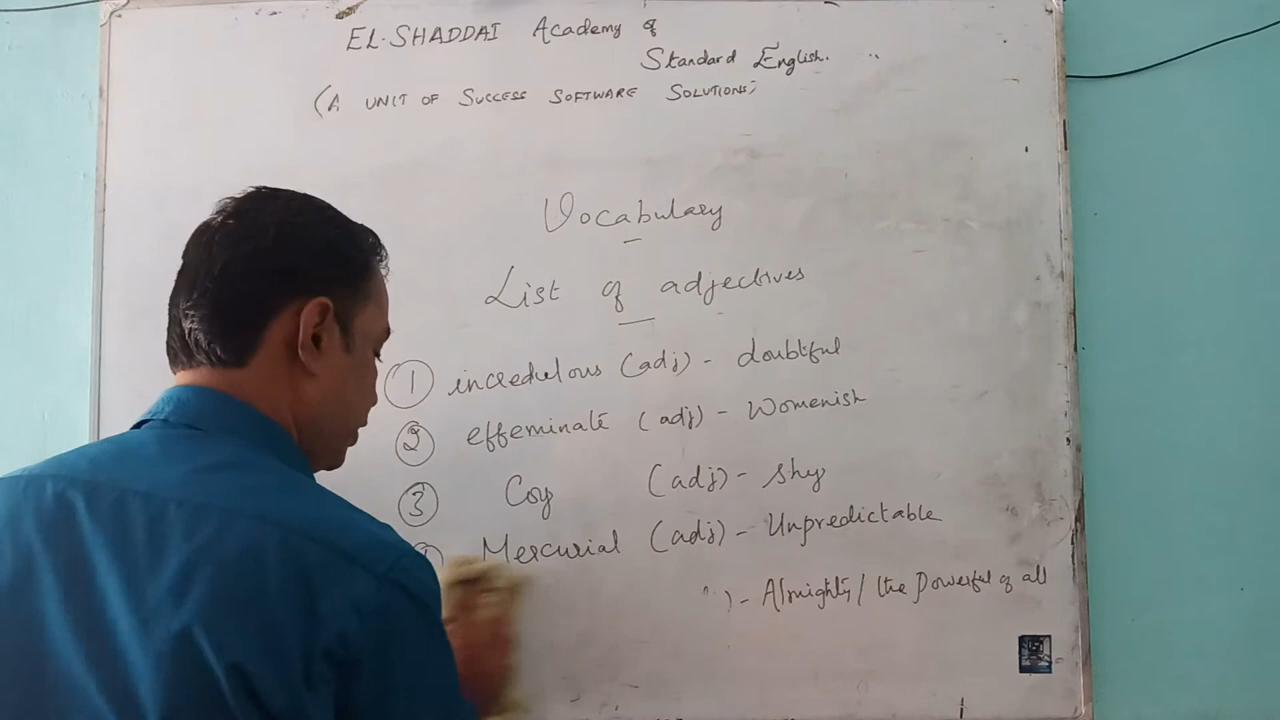 EL.SHADDAI Academy of
Standard English.
(A UNIT OF SUCCESS SOFTWARE SOLUTIONS)
Vocabulary
List of adjectives
1 incredulous (adj) - doubtful
2 effeminate (adj) - Womenish
3 Coy (adj) - shy
Mercurial (adj) - Unpredictable
) - Almighty / the powerful of all